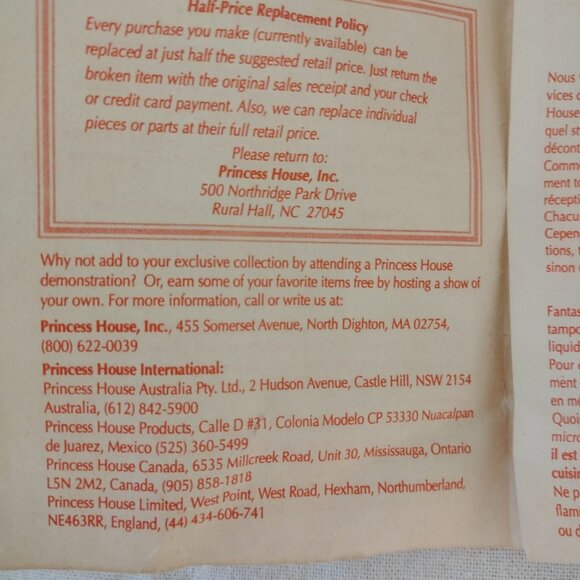 Half-Price Replacement Policy
Every purchase you make (currently available) can be
replaced at just half the suggested retail price. Just return the
broken item with the original sales receipt and your check
or credit card payment. Also, we can replace individual
pieces or parts at their full retail price.
Please return to:
Princess House, Inc.
500 Northridge Park Drive
Rural Hall, NC 27045
Why not add to your exclusive collection by attending a Princess House
demonstration? Or, earn some of your favorite items free by hosting a show of
your own. For more information, call or write us at:
Princess House, Inc., 455 Somerset Avenue, North Dighton, MA 02754,
(800) 622-0039
Princess House International:
Princess House Australia Pty. Ltd., 2 Hudson Avenue, Castle Hill, NSW 2154
Australia, (612) 842-5900
Princess House Products, Calle D #31, Colonia Modelo CP 53330 Nuacalpan
de Juarez, Mexico (525) 360-5499
Princess House Canada, 6535 Millcreek Road, Unit 30, Mississauga, Ontario
L5N 2M2, Canada, (905) 858-1818
Princess House Limited, West Point, West Road, Hexham, Northumberland,
NE463RR, England, (44) 434-606-741
Nous
vices
House
quel st
décont
Comme
ment to
récepti
Chacu
Cepen
tions,
sinon
Fantas
tampo
liquid
Pour
ment
en mê
Quoi
micro
il est
cuisin
Ne p
flam
ou d